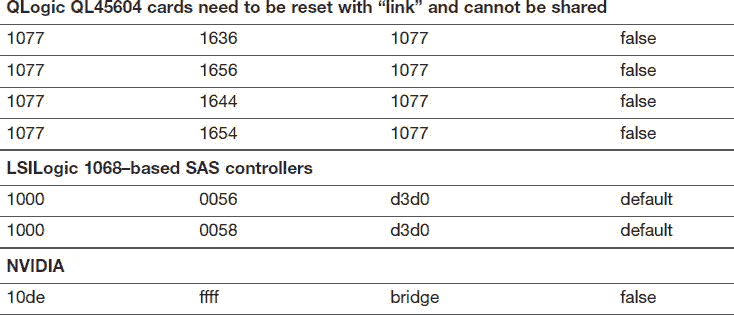 QLogic QL45604 cards need to be reset with “link” and cannot be shared
1077 1636 1077 false
1077 1656 1077 false
1077 1644 1077 false
1077 1654 1077 false
LSILogic 1068–based SAS controllers
1000 0056 d3d0 default
1000 0058 d3d0 default
NVIDIA
10de ffff bridge false